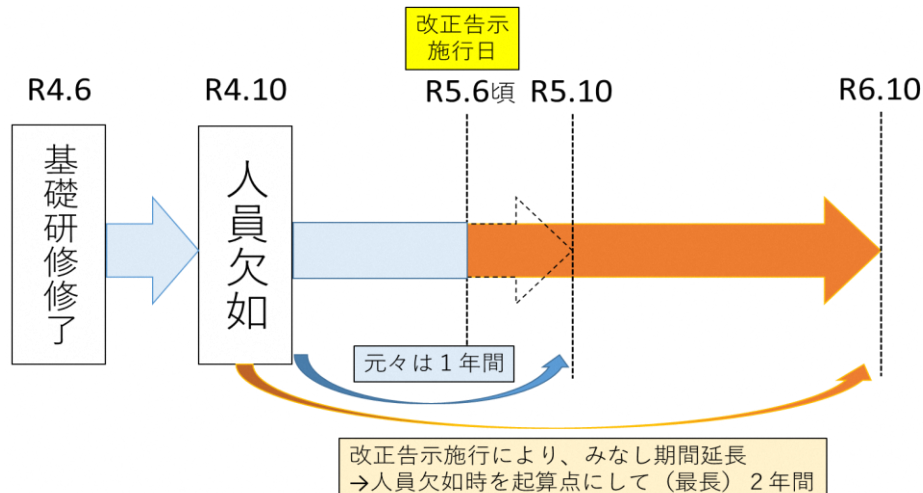 改正告示
施行日
R4.6
R4.10
R5.6頃
R5.10
R6.10
基礎研修修了
人員欠如
元々は１年間
改正告示施行により、みなし期間延長
→人員欠如時を起算点にして（最長）２年間